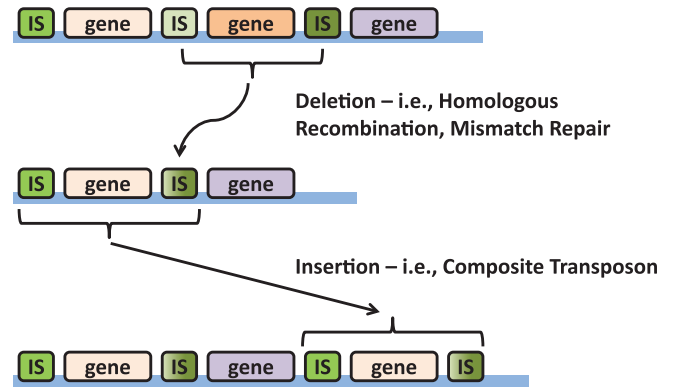 IS gene IS gene IS gene
Deletion – i.e., Homologous
Recombination, Mismatch Repair
IS gene IS gene
Insertion – i.e., Composite Transposon
IS gene IS gene IS gene IS